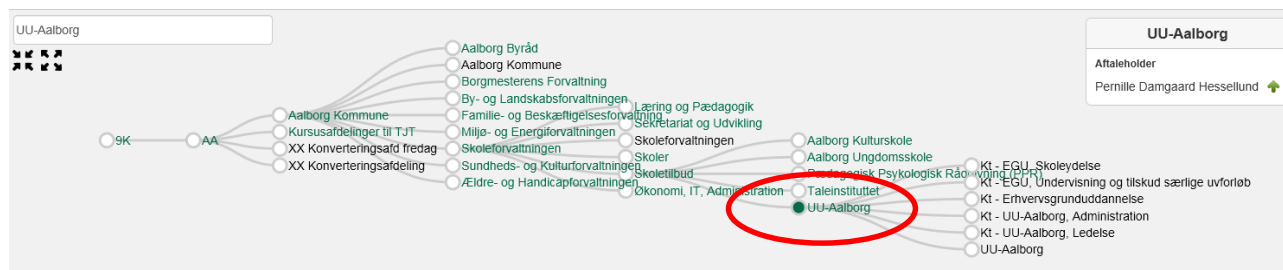 UU-Aalborg
9K
AA
Aalborg Kommune
Kursusafdelinger til TJT
XX Konverteringsafd fredag
XX Konverteringsafdeling
Aalborg Byråd
Aalborg Kommune
Borgmesterens Forvaltning
By- og Landskabsforvaltningen
Familie- og Beskæftigelsesforvaltning
Miljø- og Energiforvaltningen
Skoleforvaltningen
Sundheds- og Kulturforvaltningen
Ældre- og Handicapforvaltningen
Læring og Pædagogik
Sekretariat og Udvikling
Skoleforvaltningen
Skoler
Skoletilbud
Økonomi, IT, Administration
Aalborg Kulturskole
Aalborg Ungdomsskole
Pædagogisk Psykologisk Rådgivning (PPR)
Taleinstituttet
UU-Aalborg
Kt - EGU, Skoleydelse
Kt - EGU, Undervisning og tilskud særlige uvforløb
Kt - Erhvervsgrunduddannelse
Kt - UU-Aalborg, Administration
Kt - UU-Aalborg, Ledelse
UU-Aalborg
UU-Aalborg
Aftaleholder
Pernille Damgaard Hessellund